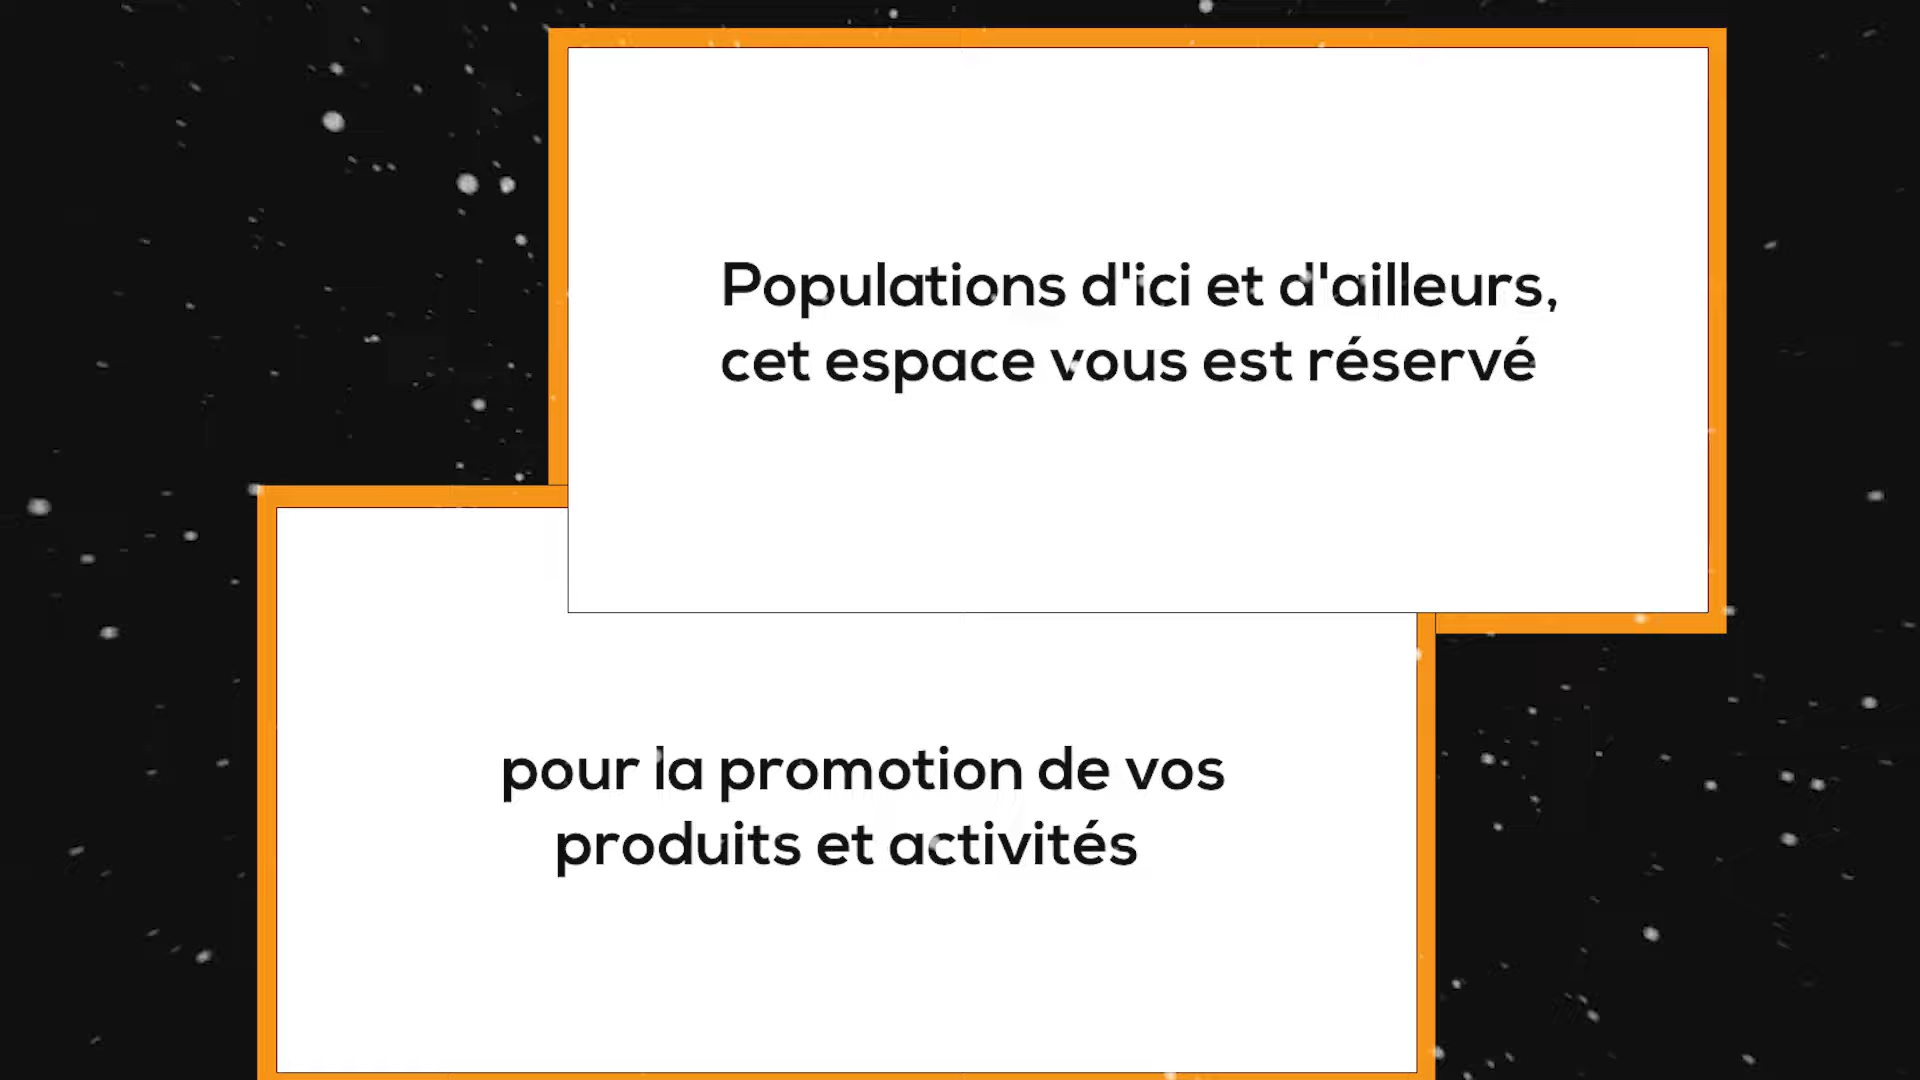 Populations d'ici et d'ailleurs,
cet espace vous est réservé
pour la promotion de vos
produits et activités